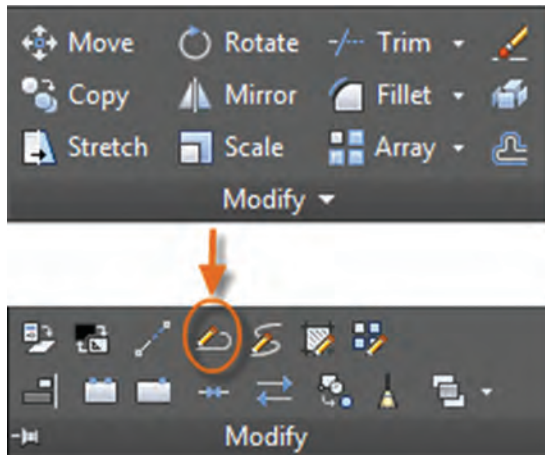 Move Rotate Trim
Copy Mirror Fillet
Stretch Scale Array
Modify
Modify